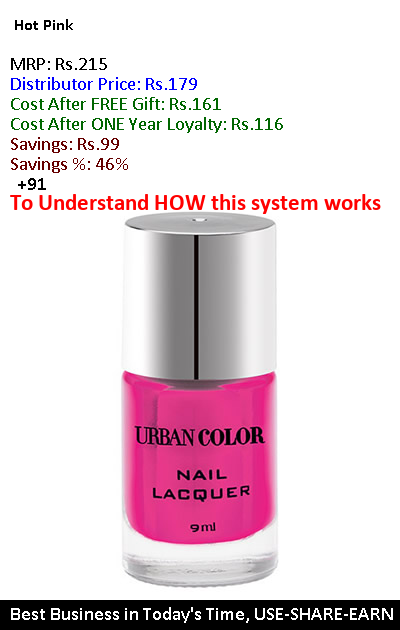 Hot Pink
MRP: Rs.215
Distributor Price: Rs.179
Cost After FREE Gift: Rs.161
Cost After ONE Year Loyalty: Rs.116
Savings: Rs.99
Savings %: 46%
+91
To Understand HOW this system works
URBAN COLOR
NAIL
LACQUER
9ml
Best Business in Today's Time, USE-SHARE-EARN